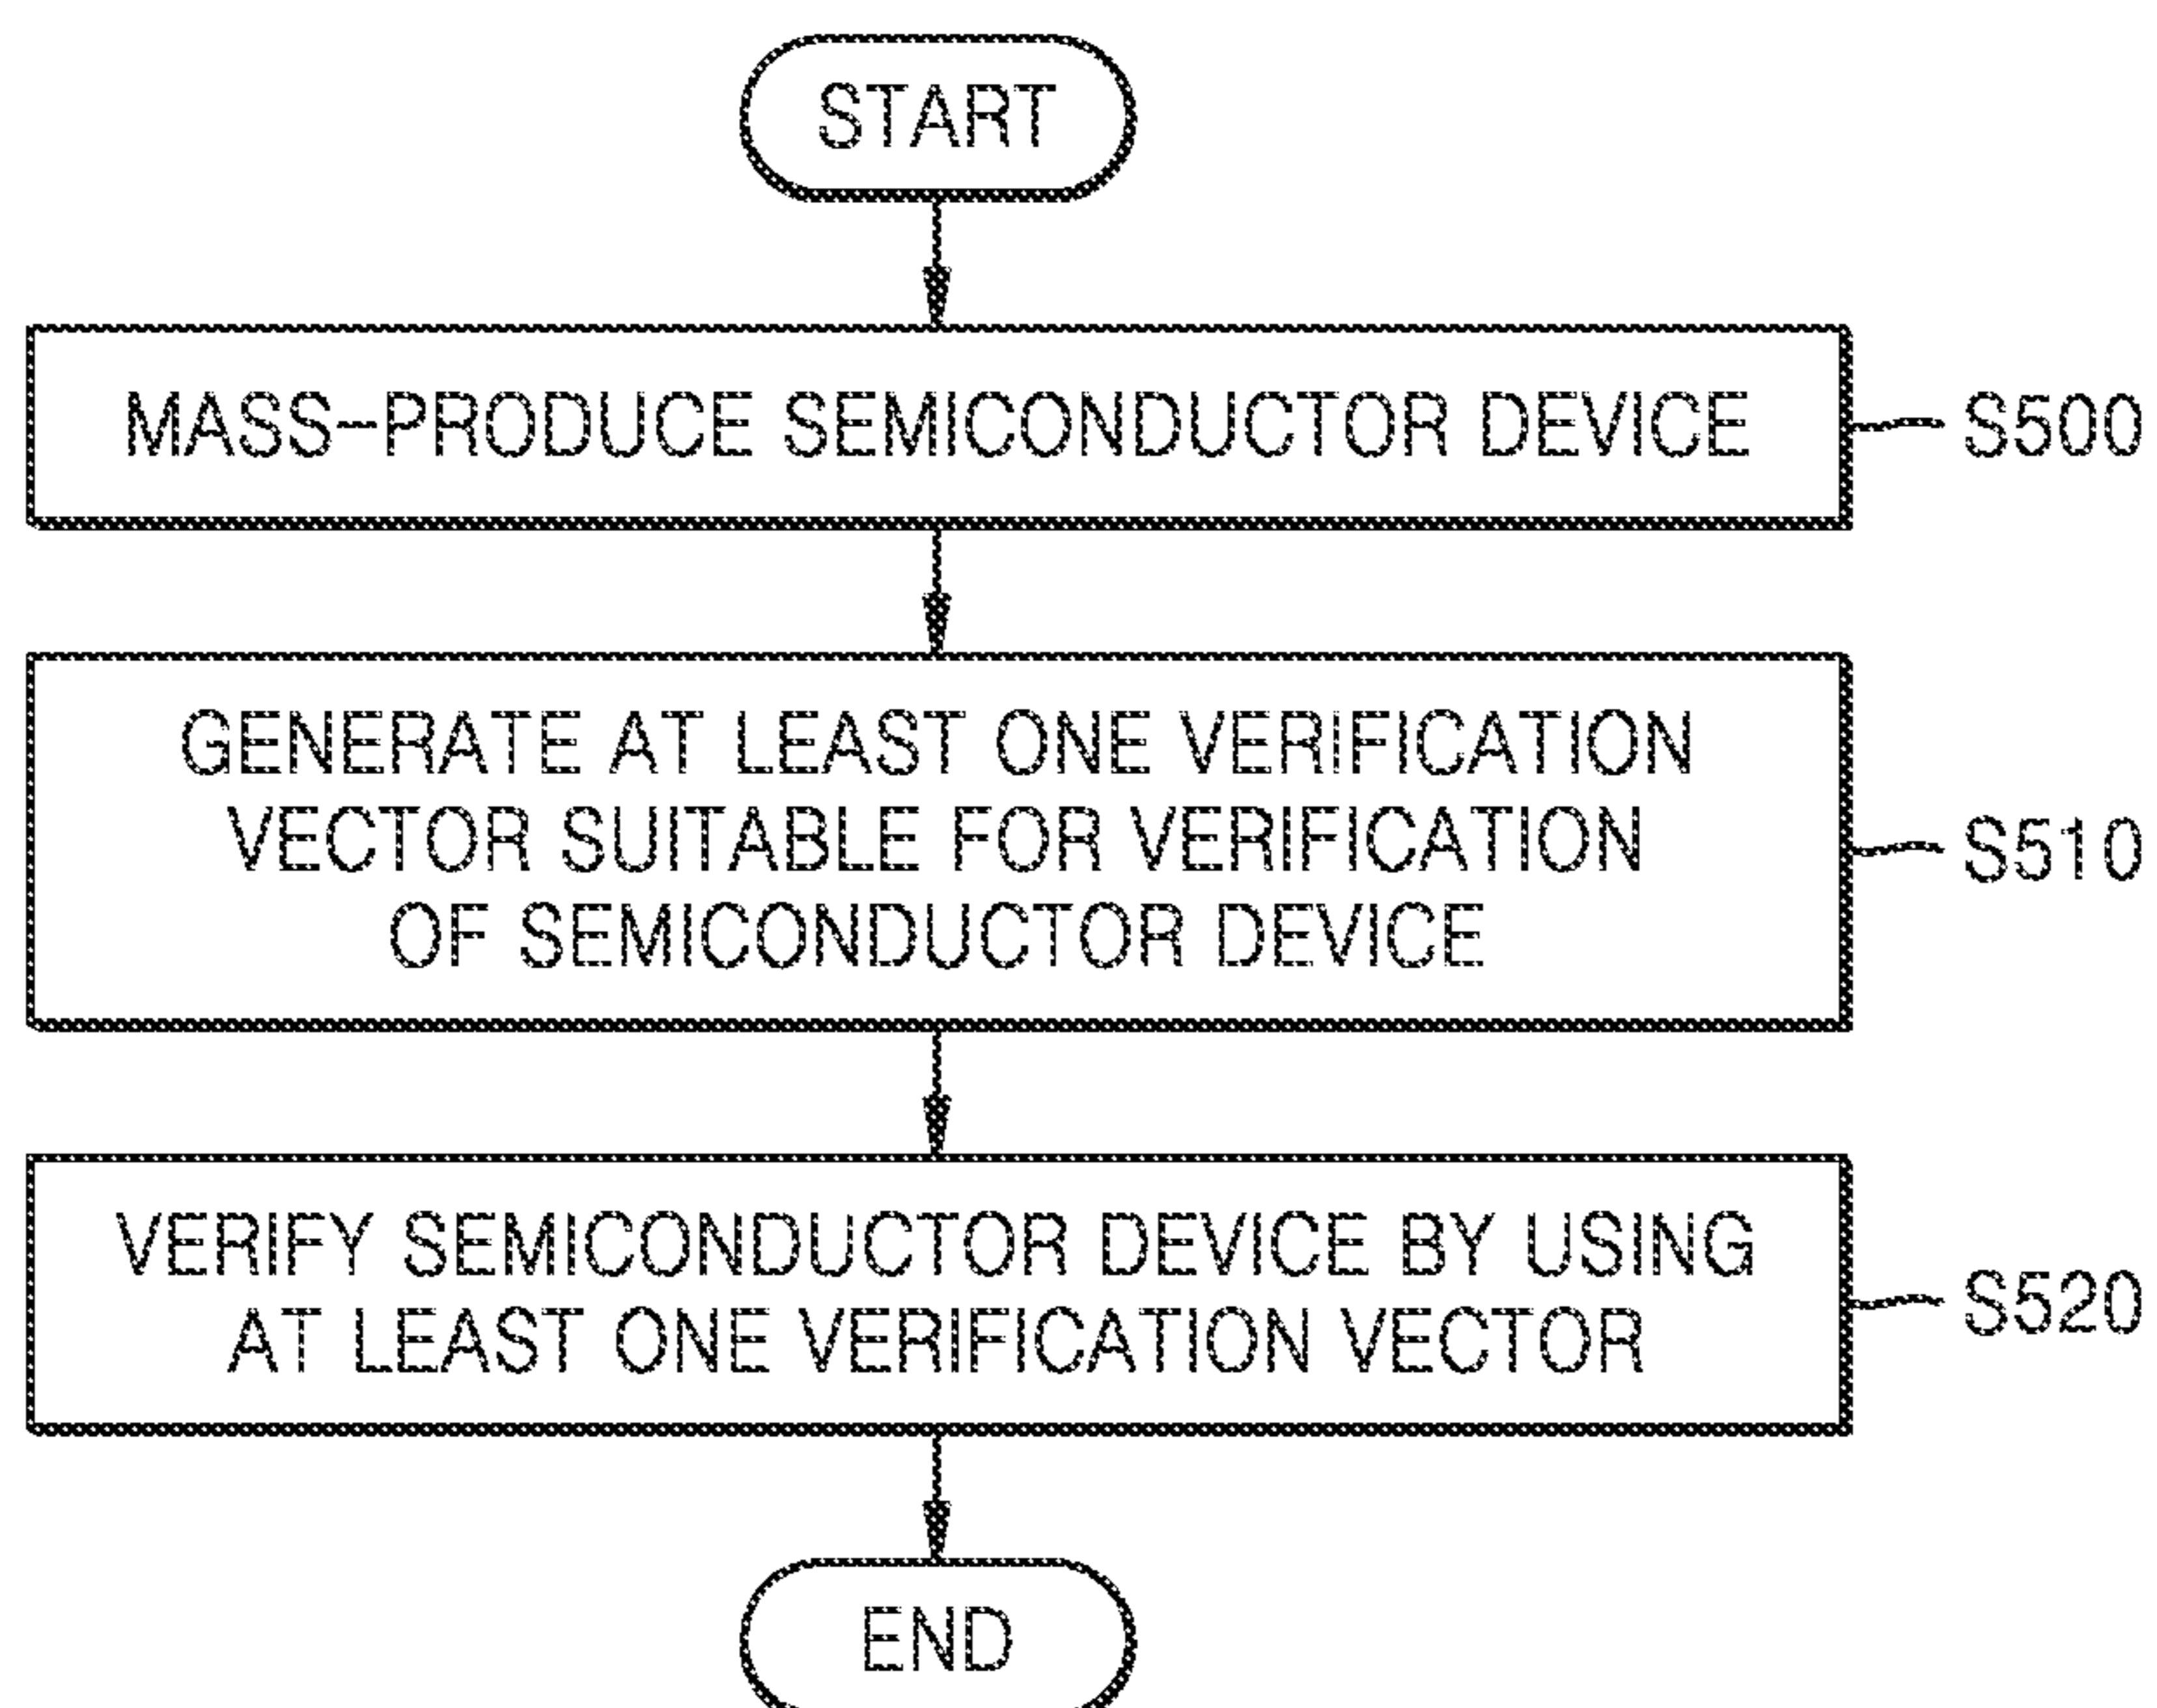 START
MASS-PRODUCE SEMICONDUCTOR DEVICE
S500
GENERATE AT LEAST ONE VERIFICATION
VECTOR SUITABLE FOR VERIFICATION
OF SEMICONDUCTOR DEVICE
S510
VERIFY SEMICONDUCTOR DEVICE BY USING
AT LEAST ONE VERIFICATION VECTOR
S520
END